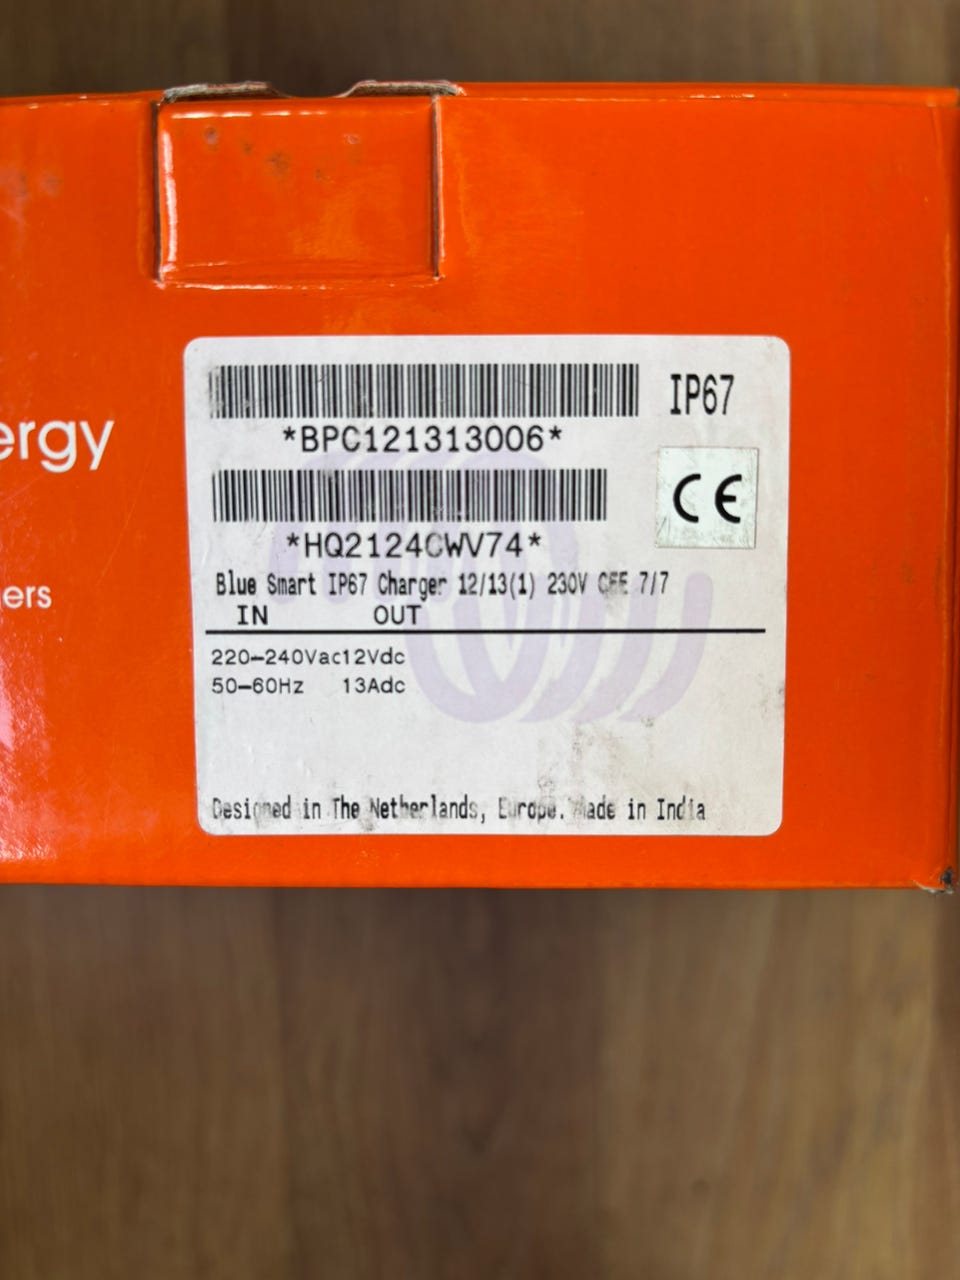 ergy
ers
IP67
*BPC121313006*
CE
*HQ2124CWV74*
Blue Smart IP67 Charger 12/13(1) 230V CEE 7/7
IN OUT
220-240Vac12Vdc
50-60Hz 13Adc
Designed in The Netherlands, Europe. Made in India